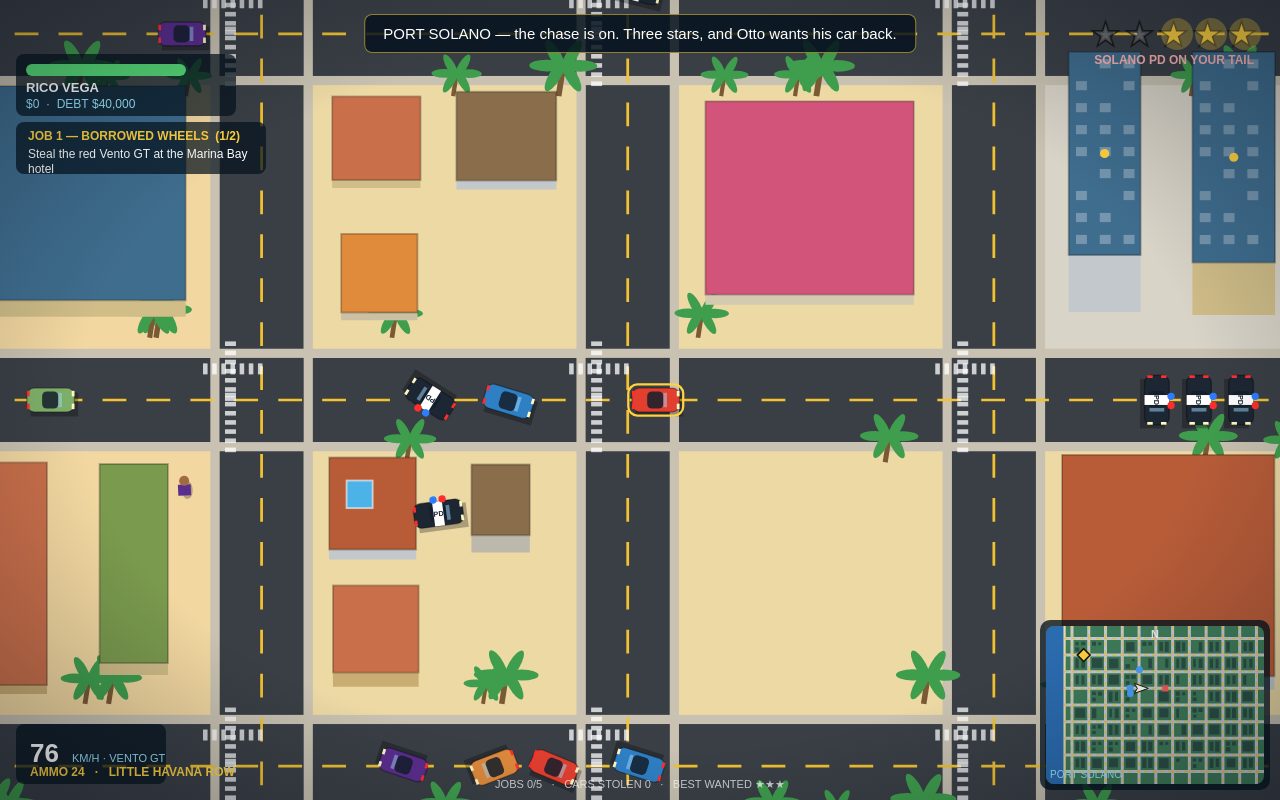 PORT SOLANO — the chase is on. Three stars, and Otto wants his car back.
SOLANO PD ON YOUR TAIL
RICO VEGA
$0 · DEBT $40,000
JOB 1 — BORROWED WHEELS (1/2)
Steal the red Vento GT at the Marina Bay
hotel
PD
PD
PD
PD
PD
N
PORT SOLANO
76 KM/H · VENTO GT
AMMO 24 · LITTLE HAVANA ROW
JOBS 0/5 · CARS STOLEN 0 · BEST WANTED ★★★